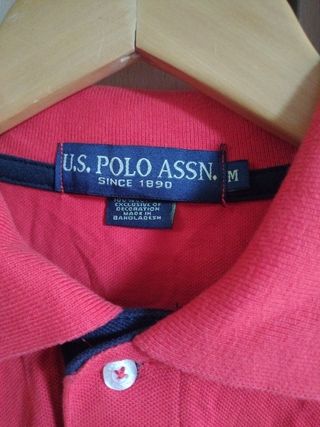 U.S. POLO ASSN.
SINCE 1890
M
EXCLUSIVE OF
DECORATION
MADE IN
BANGLADESH